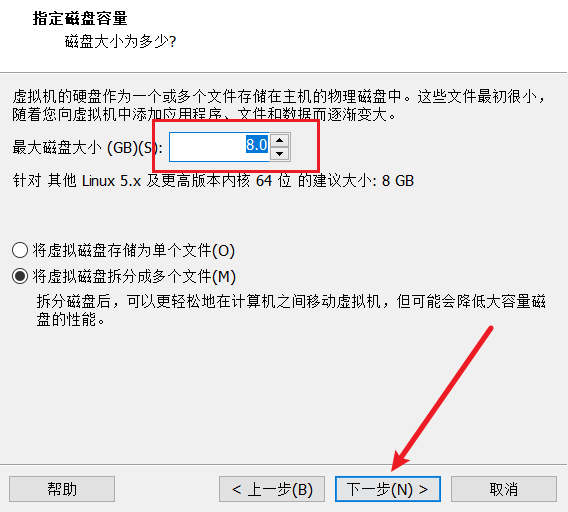 指定磁盘容量
磁盘大小为多少?
虚拟机的硬盘作为一个或多个文件存储在主机的物理磁盘中。这些文件最初很小，
随着您向虚拟机中添加应用程序、文件和数据而逐渐变大。
最大磁盘大小 (GB)(S): 8.0
针对 其他 Linux 5.x 及更高版本内核 64 位 的建议大小: 8 GB
将虚拟磁盘存储为单个文件(O)
将虚拟磁盘拆分成多个文件(M)
拆分磁盘后，可以更轻松地在计算机之间移动虚拟机，但可能会降低大容量磁
盘的性能。
帮助 < 上一步(B) 下一步(N) > 取消